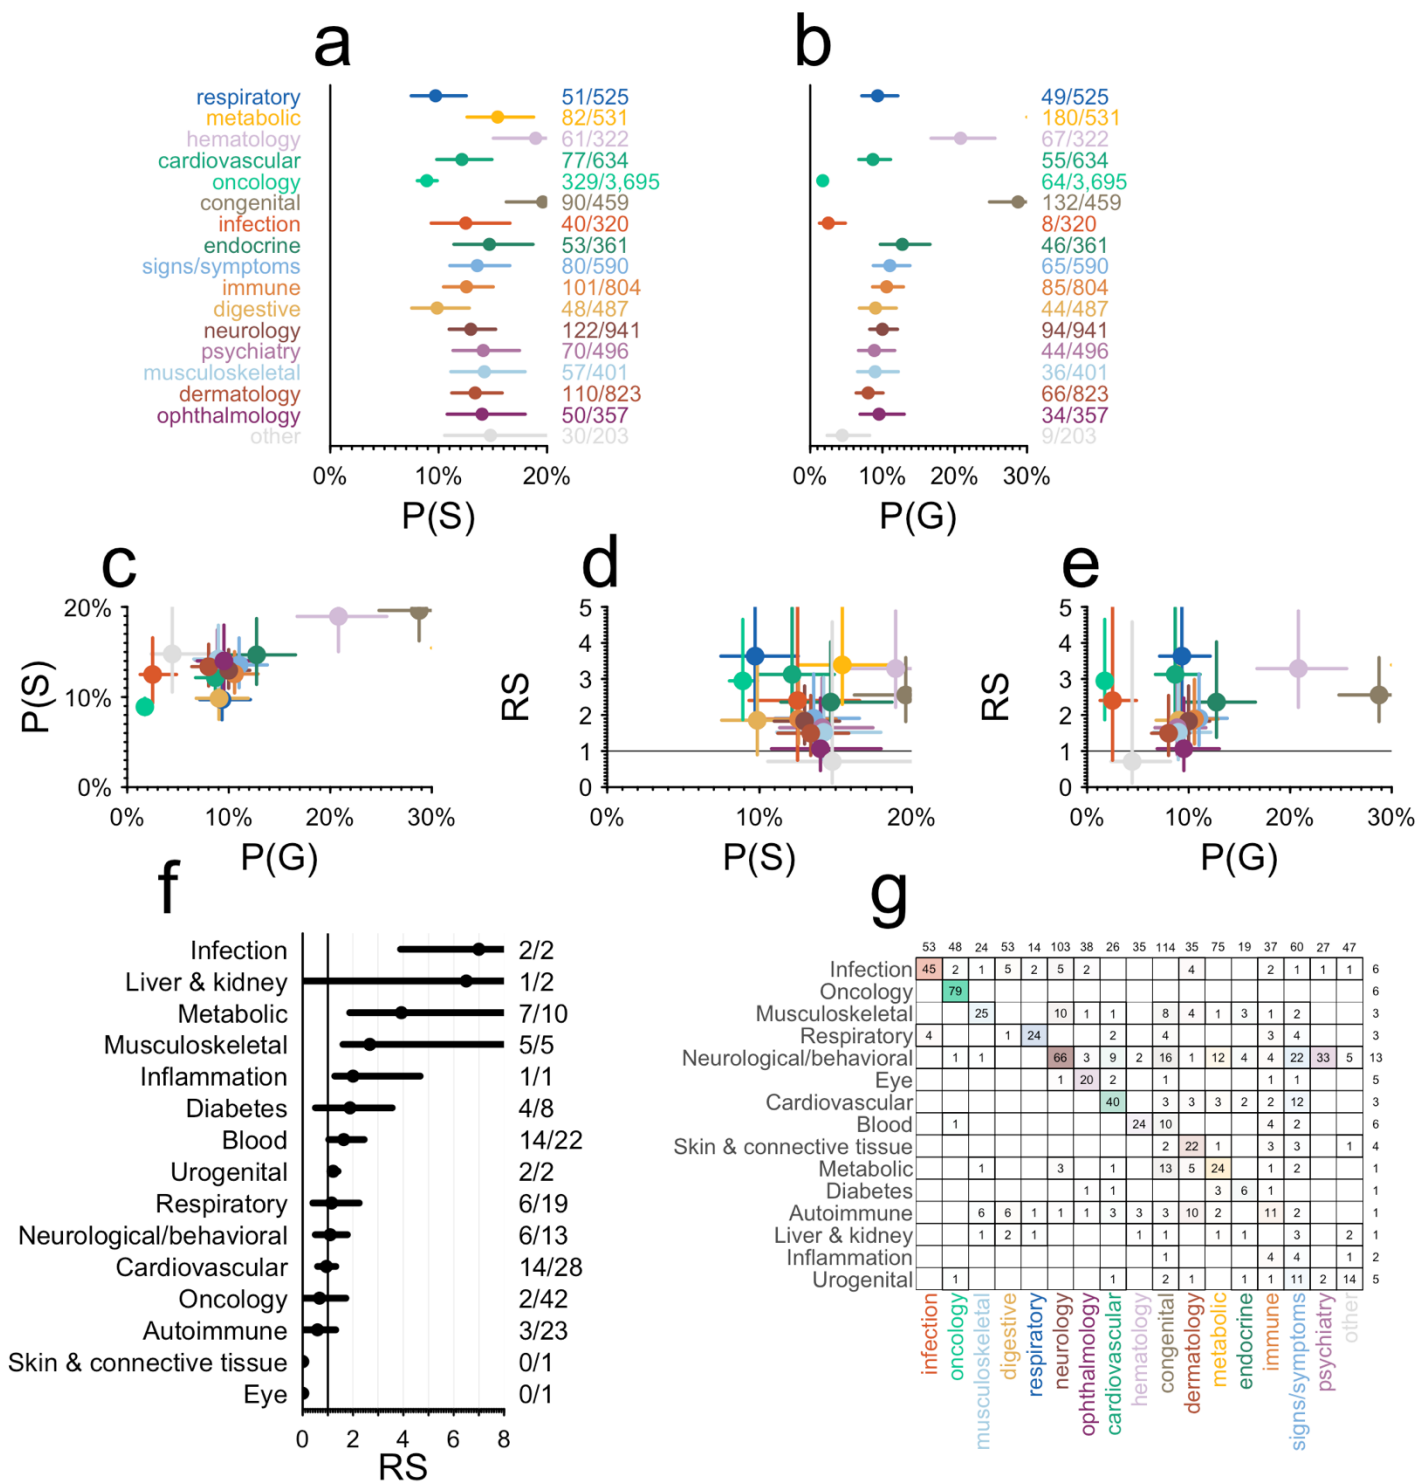 a
b
respiratory 51/525 49/525
metabolic 82/531 180/531
hematology 61/322 67/322
cardiovascular 77/634 55/634
oncology 329/3,695 64/3,695
congenital 90/459 132/459
infection 40/320 8/320
endocrine 53/361 46/361
signs/symptoms 80/590 65/590
immune 101/804 85/804
digestive 48/487 44/487
neurology 122/941 94/941
psychiatry 70/496 44/496
musculoskeletal 57/401 36/401
dermatology 110/823 66/823
ophthalmology 50/357 34/357
other 30/203 9/203
0% 10% 20%
P(S)
0% 10% 20% 30%
P(G)
c
20%
10%
0%
P(S)
0% 10% 20% 30%
P(G)
d
5
4
3
2
1
0
RS
0% 10% 20%
P(S)
e
5
4
3
2
1
0
RS
0% 10% 20% 30%
P(G)
f
Infection 2/2
Liver & kidney 1/2
Metabolic 7/10
Musculoskeletal 5/5
Inflammation 1/1
Diabetes 4/8
Blood 14/22
Urogenital 2/2
Respiratory 6/19
Neurological/behavioral 6/13
Cardiovascular 14/28
Oncology 2/42
Autoimmune 3/23
Skin & connective tissue 0/1
Eye 0/1
0 2 4 6 8
RS
g
53 48 24 53 14 103 38 26 35 114 35 75 19 37 60 27 47
Infection 45 2 1 5 2 5 2 4 2 1 1 1 6
Oncology 79 6
Musculoskeletal 25 10 1 1 8 4 1 3 1 2 3
Respiratory 4 1 24 2 4 3 4 3
Neurological/behavioral 1 1 66 3 9 2 16 1 12 4 4 22 33 5 13
Eye 1 20 2 1 1 1 5
Cardiovascular 40 3 3 3 2 2 12 3
Blood 1 24 10 4 2 6
Skin & connective tissue 2 22 1 3 3 1 4
Metabolic 1 3 1 13 5 24 1 2 1
Diabetes 1 1 3 6 1 1
Autoimmune 6 6 1 1 1 3 3 3 10 2 11 2 1
Liver & kidney 1 2 1 1 1 1 1 3 2 1
Inflammation 1 4 4 1 2
Urogenital 1 1 2 1 1 1 11 2 14 5
infection
oncology
musculoskeletal
digestive
respiratory
neurology
ophthalmology
cardiovascular
hematology
congenital
dermatology
metabolic
endocrine
immune
signs/symptoms
psychiatry
other